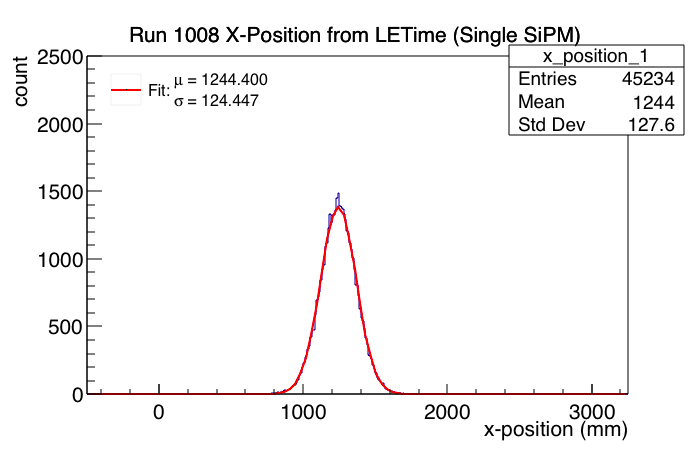 Run 1008 X-Position from LETime (Single SiPM)
x_position_1
Entries 45234
Mean 1244
Std Dev 127.6
Fit: μ = 1244.400
σ = 124.447
count
2500
2000
1500
1000
500
0
0 1000 2000 3000
x-position (mm)